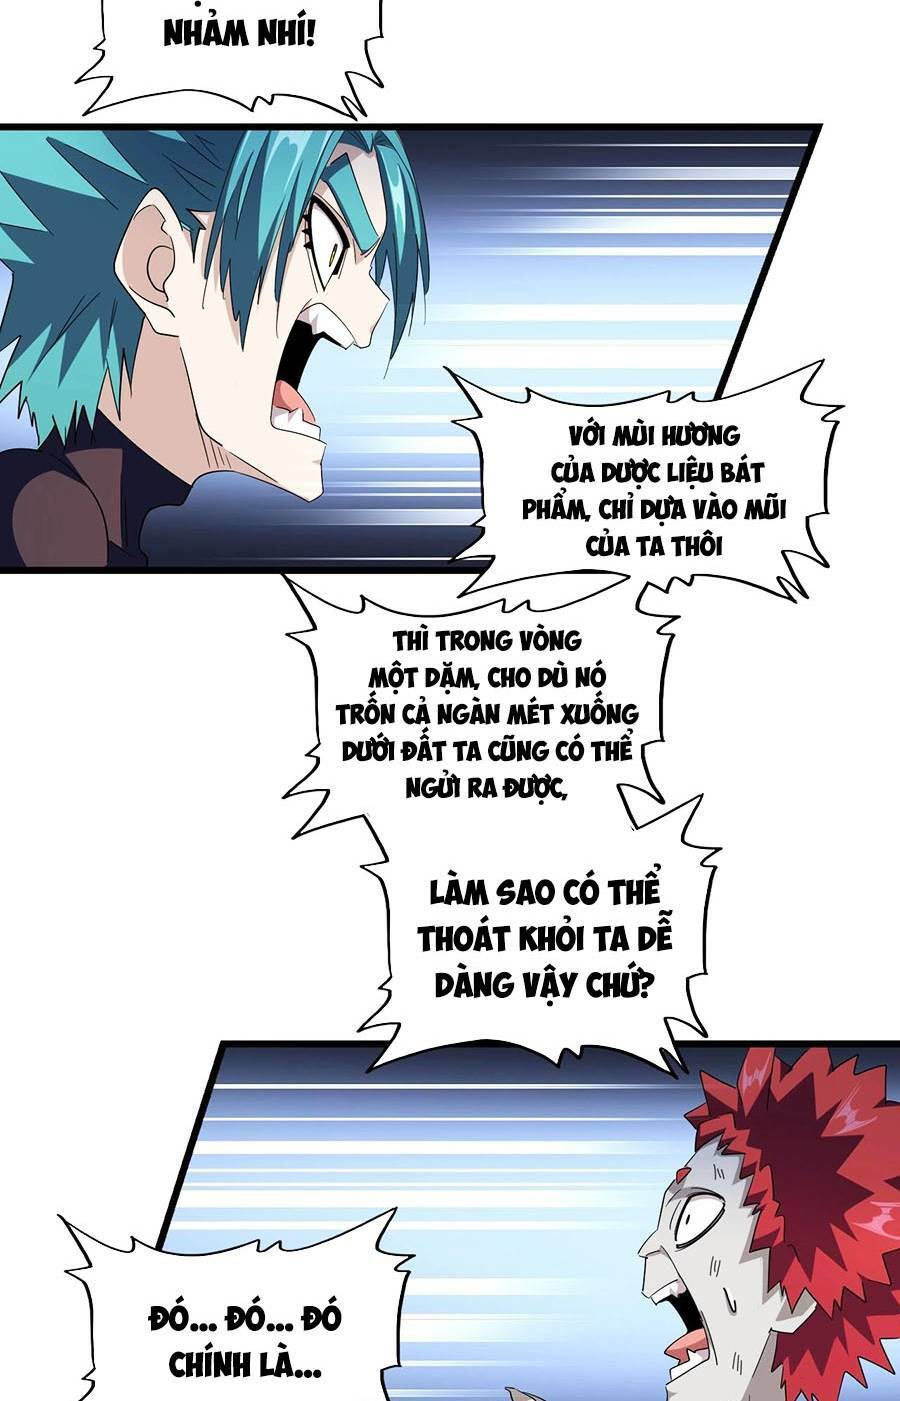 NHẢM NHÍ!
VỚI MÙI HƯƠNG
CỦA DƯỢC LIỆU BÁT
PHẨM, CHỈ DỰA VÀO MŨI
CỦA TA THÔI
THÌ TRONG VÒNG
MỘT DẶM, CHO DÙ NÓ
TRỐN CẢ NGÀN MÉT XUỐNG
DƯỚI ĐẤT TA CŨNG CÓ THỂ
NGỬI RA ĐƯỢC,
LÀM SAO CÓ THỂ
THOÁT KHỎI TA DỄ
DÀNG VẬY CHỨ?
ĐÓ... ĐÓ... ĐÓ
CHÍNH LÀ...